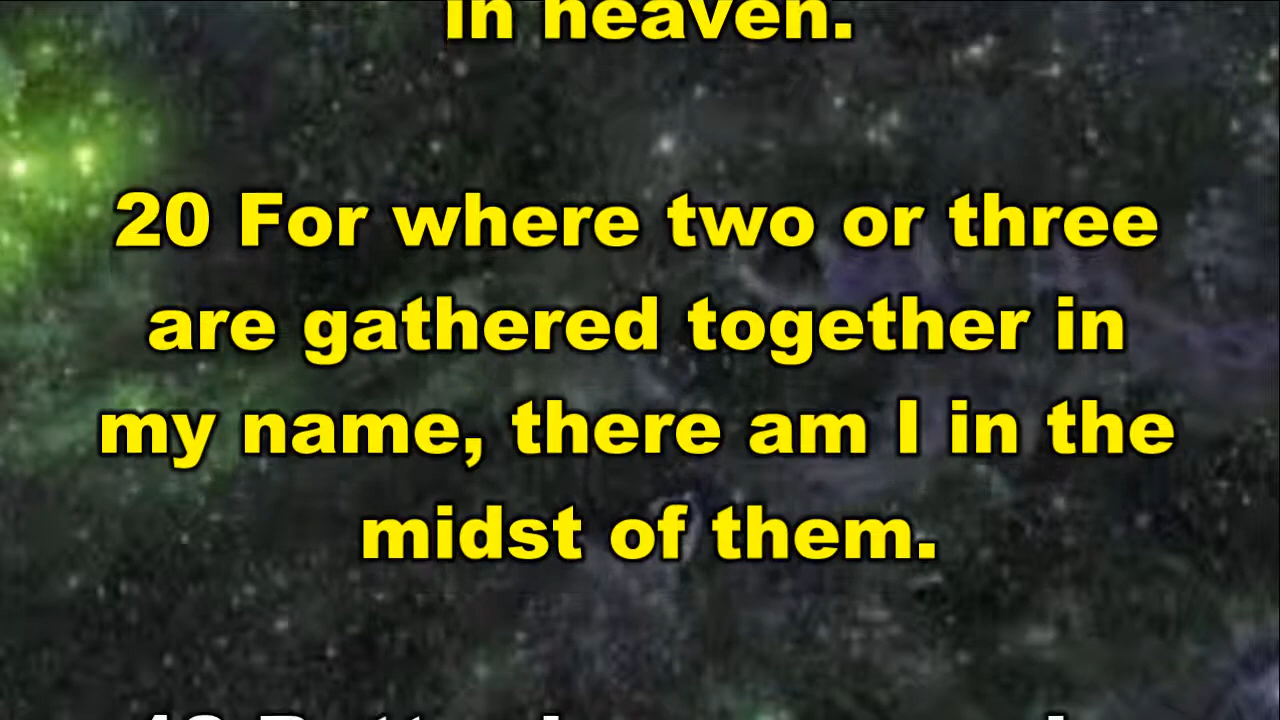 in heaven.
20 For where two or three
are gathered together in
my name, there am I in the
midst of them.